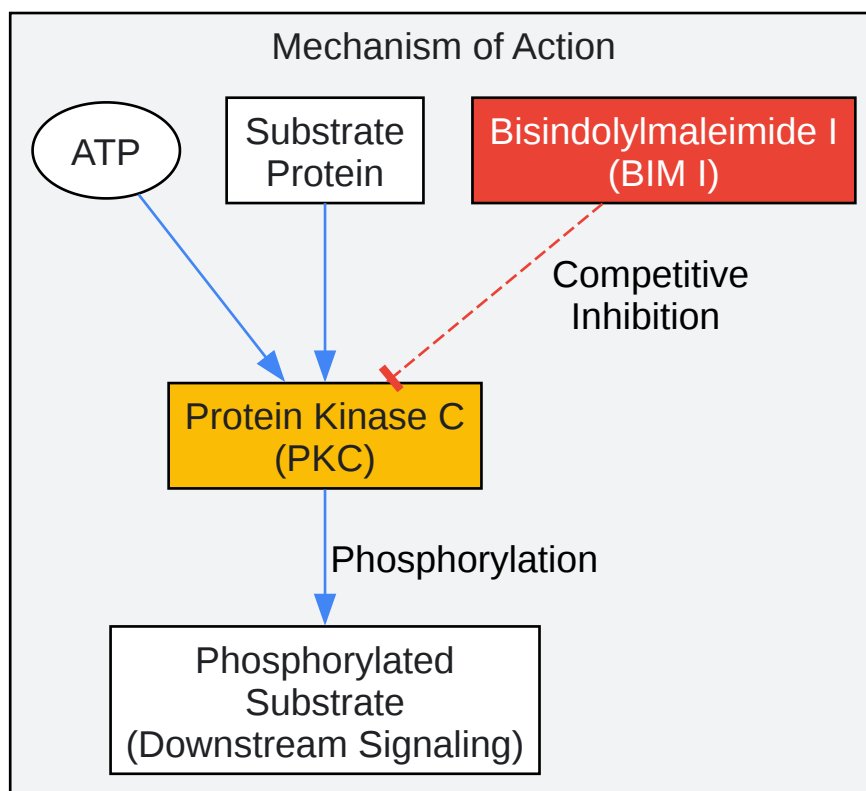 Mechanism of Action
ATP
Substrate
Protein
Bisindolylmaleimide I
(BIM I)
Competitive
Inhibition
Protein Kinase C
(PKC)
Phosphorylation
Phosphorylated
Substrate
(Downstream Signaling)